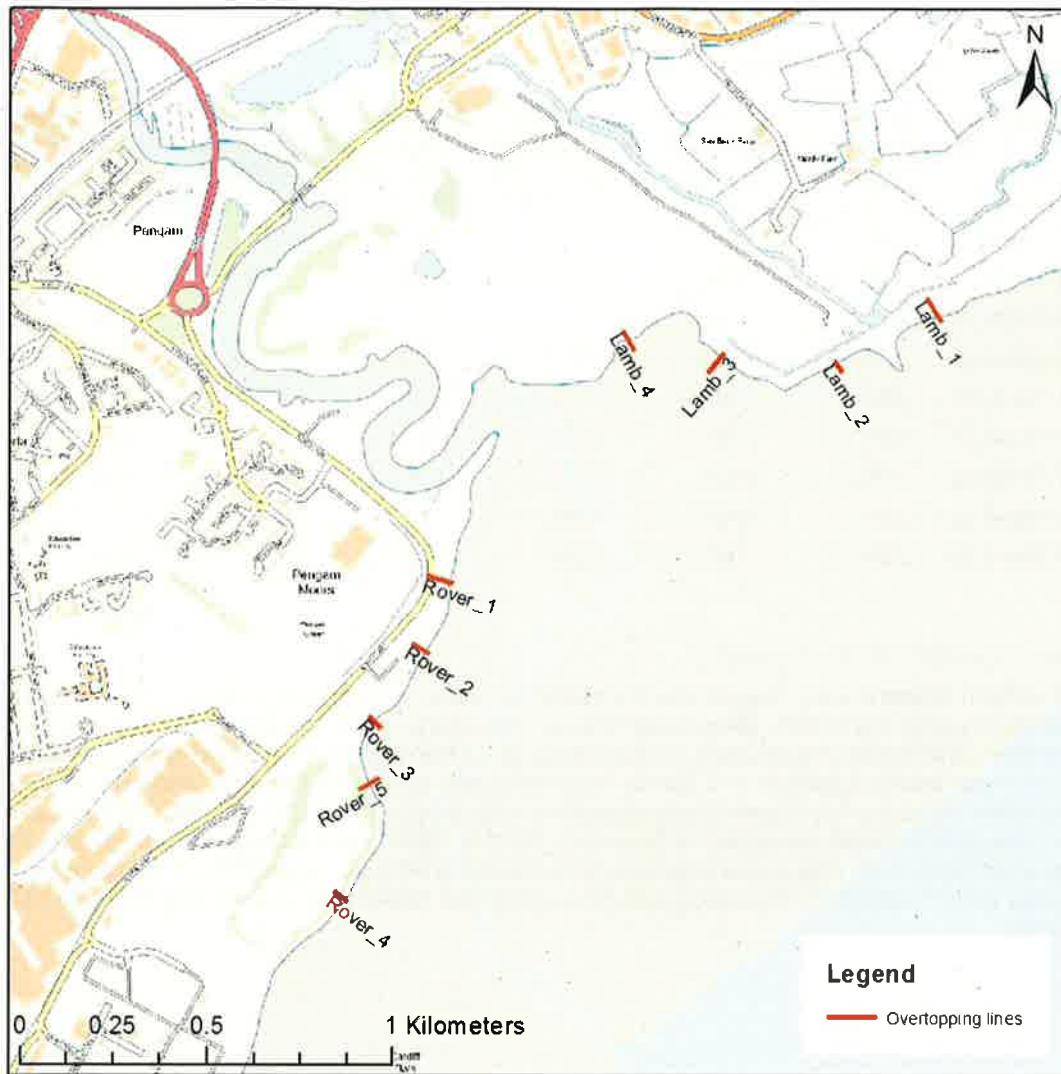 N
Pengam
Lamb_1
Lamb_2
Lamb_3
Lamb_4
Pengam
Moors
Rover_1
Rover_2
Rover_3
Rover_5
Rover_4
Legend
Overtopping lines
0 0.25 0.5 1 Kilometers
Cardiff